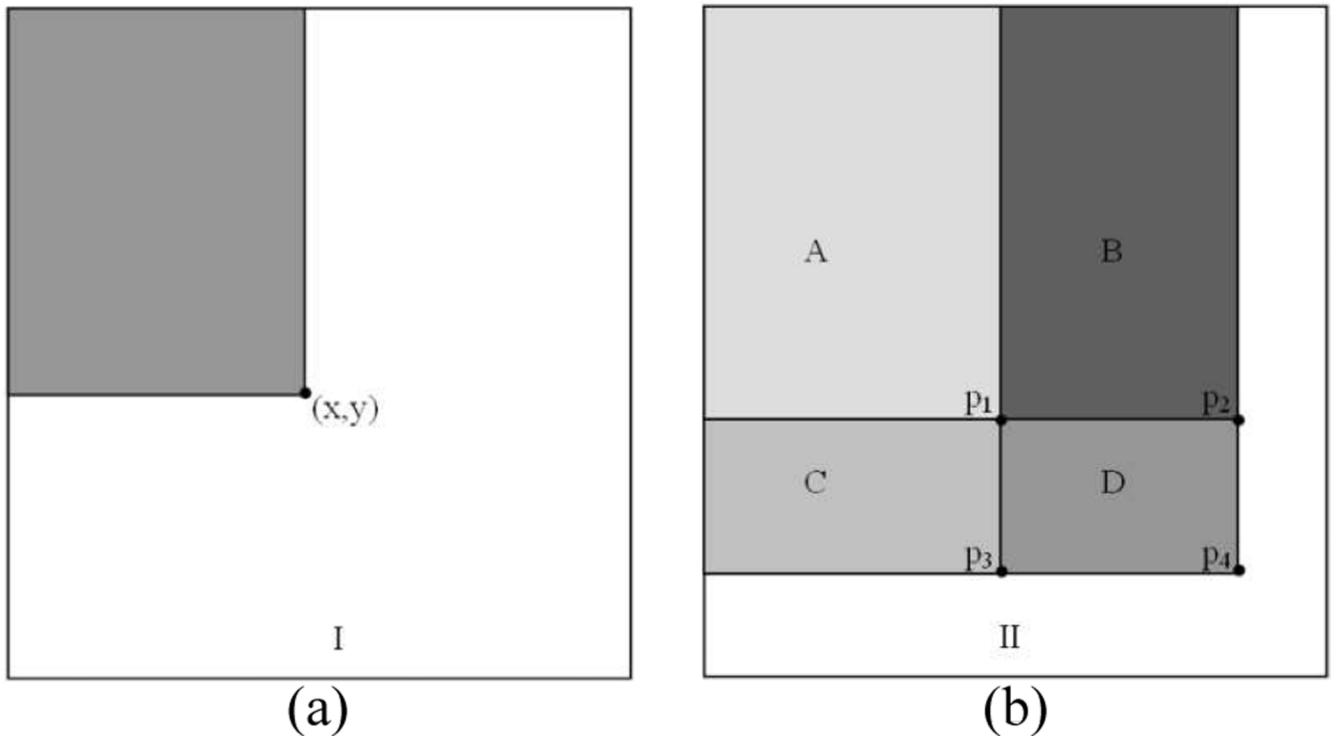 A B
p₁ p₂
(x,y)
C D
p₃ p₄
I II
(a) (b)